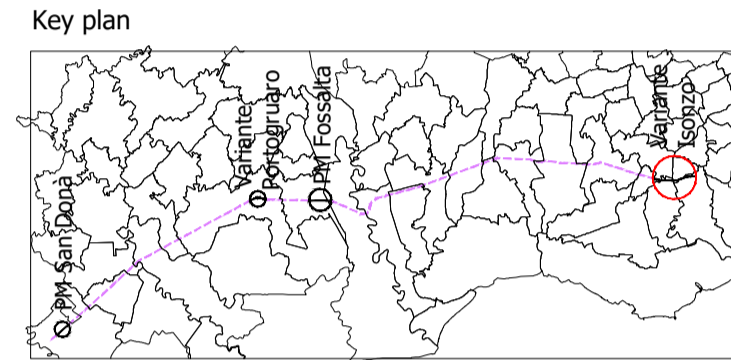 Key plan
PM San Donà
Variante
Portogruaro
PM Fossalta
Variante
Isonzo